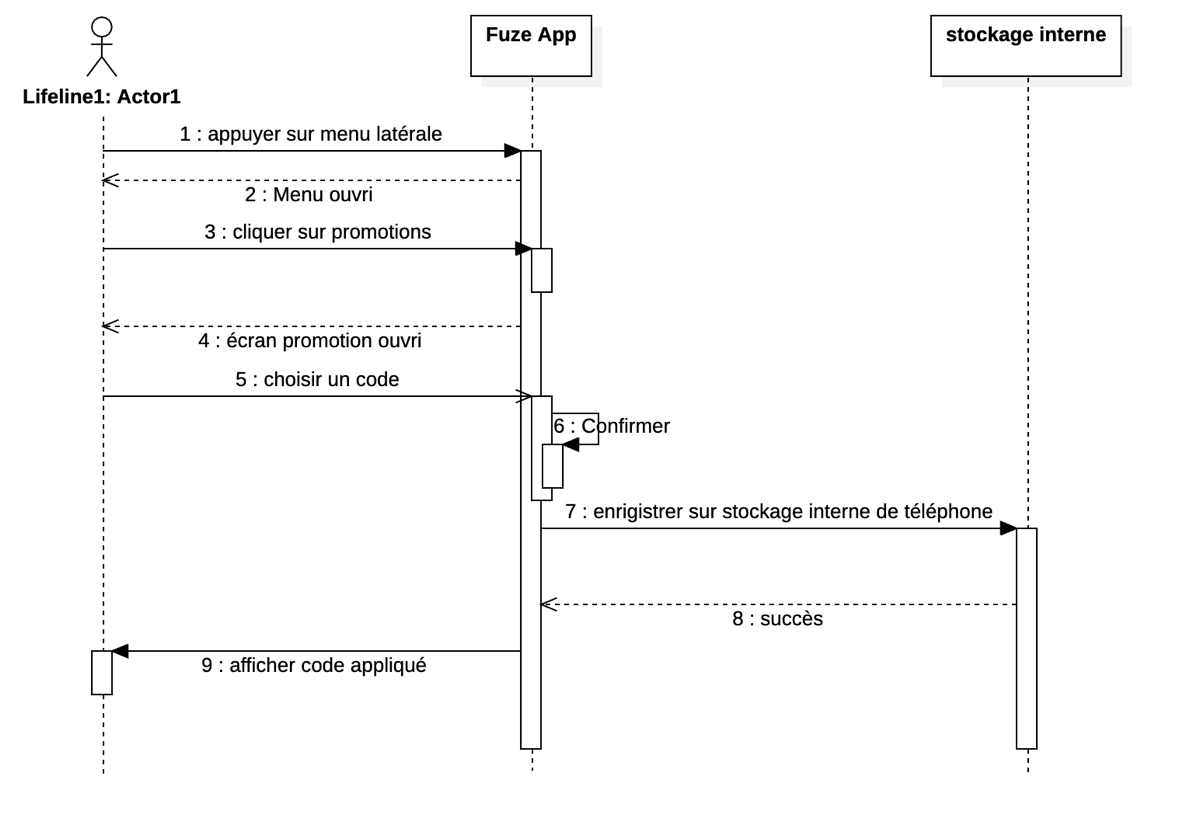 Fuze App
stockage interne
Lifeline1: Actor1
1 : appuyer sur menu latérale
2 : Menu ouvri
3 : cliquer sur promotions
4 : écran promotion ouvri
5 : choisir un code
6 : Confirmer
7 : enrigistrer sur stockage interne de téléphone
8 : succès
9 : afficher code appliqué